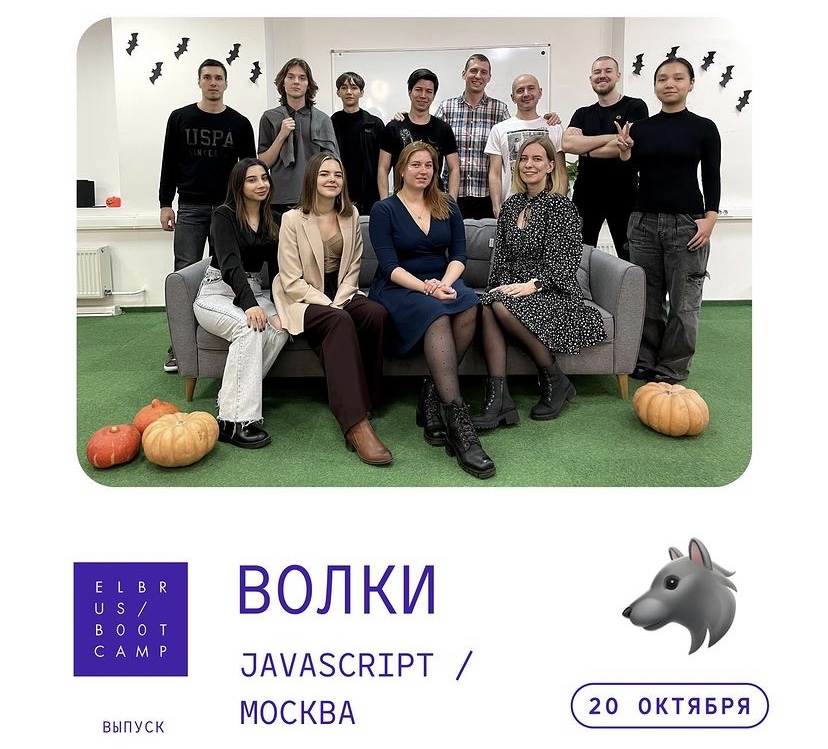 USPA
ELBR
US/
BOOT
CAMP
ВЫПУСК
ВОЛКИ
JAVASCRIPT /
МОСКВА
20 ОКТЯБРЯ